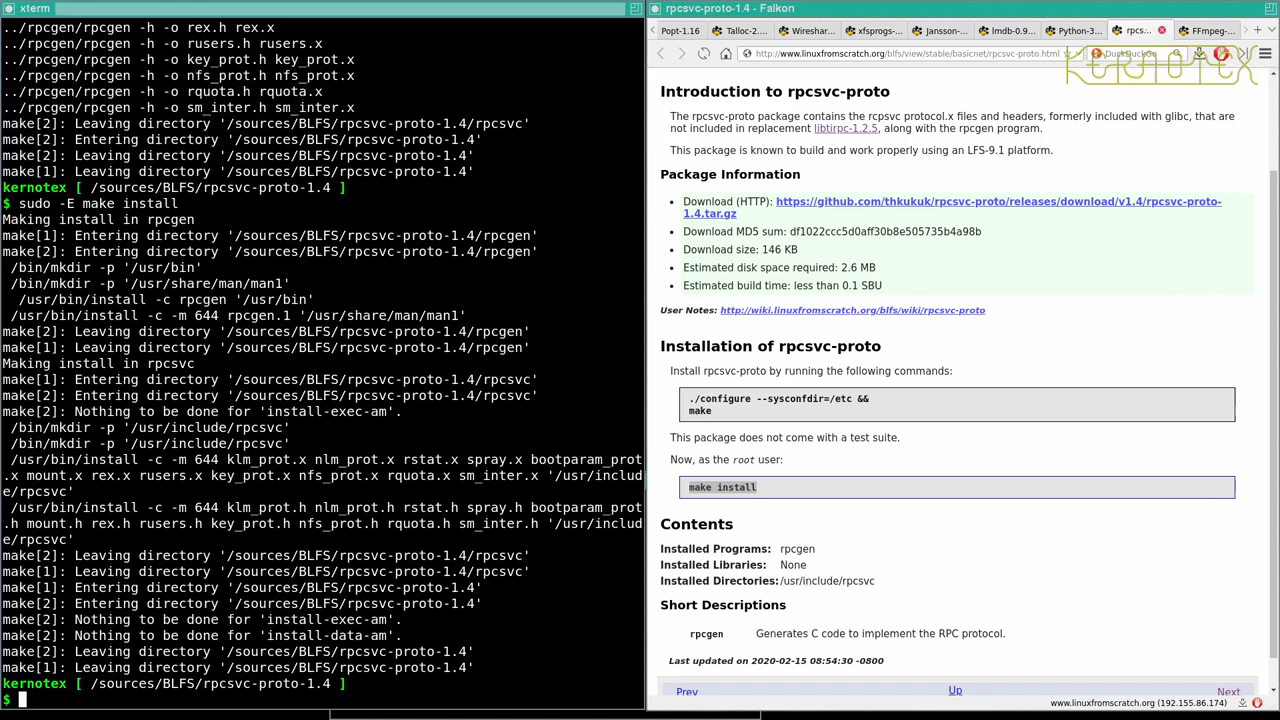 xterm
../rpcgen/rpcgen -h -o rex.h rex.x
../rpcgen/rpcgen -h -o rusers.h rusers.x
../rpcgen/rpcgen -h -o key_prot.h key_prot.x
../rpcgen/rpcgen -h -o nfs_prot.h nfs_prot.x
../rpcgen/rpcgen -h -o rquota.h rquota.x
../rpcgen/rpcgen -h -o sm_inter.h sm_inter.x
make[2]: Leaving directory '/sources/BLFS/rpcsvc-proto-1.4/rpcsvc'
make[2]: Entering directory '/sources/BLFS/rpcsvc-proto-1.4'
make[2]: Leaving directory '/sources/BLFS/rpcsvc-proto-1.4'
make[1]: Leaving directory '/sources/BLFS/rpcsvc-proto-1.4'
kernotex [ /sources/BLFS/rpcsvc-proto-1.4 ]
$ sudo -E make install
Making install in rpcgen
make[1]: Entering directory '/sources/BLFS/rpcsvc-proto-1.4/rpcgen'
make[2]: Entering directory '/sources/BLFS/rpcsvc-proto-1.4/rpcgen'
/bin/mkdir -p '/usr/bin'
/bin/mkdir -p '/usr/share/man/man1'
/usr/bin/install -c rpcgen '/usr/bin'
/usr/bin/install -c -m 644 rpcgen.1 '/usr/share/man/man1'
make[2]: Leaving directory '/sources/BLFS/rpcsvc-proto-1.4/rpcgen'
make[1]: Leaving directory '/sources/BLFS/rpcsvc-proto-1.4/rpcgen'
Making install in rpcsvc
make[1]: Entering directory '/sources/BLFS/rpcsvc-proto-1.4/rpcsvc'
make[2]: Entering directory '/sources/BLFS/rpcsvc-proto-1.4/rpcsvc'
make[2]: Nothing to be done for 'install-exec-am'.
/bin/mkdir -p '/usr/include/rpcsvc'
/bin/mkdir -p '/usr/include/rpcsvc'
/usr/bin/install -c -m 644 klm_prot.x nlm_prot.x rstat.x spray.x bootparam_prot
.x mount.x rex.x rusers.x key_prot.x nfs_prot.x rquota.x sm_inter.x '/usr/includ
e/rpcsvc'
/usr/bin/install -c -m 644 klm_prot.h nlm_prot.h rstat.h spray.h bootparam_prot
.h mount.h rex.h rusers.h key_prot.h nfs_prot.h rquota.h sm_inter.h '/usr/includ
e/rpcsvc'
make[2]: Leaving directory '/sources/BLFS/rpcsvc-proto-1.4/rpcsvc'
make[1]: Leaving directory '/sources/BLFS/rpcsvc-proto-1.4/rpcsvc'
make[1]: Entering directory '/sources/BLFS/rpcsvc-proto-1.4'
make[2]: Entering directory '/sources/BLFS/rpcsvc-proto-1.4'
make[2]: Nothing to be done for 'install-exec-am'.
make[2]: Nothing to be done for 'install-data-am'.
make[2]: Leaving directory '/sources/BLFS/rpcsvc-proto-1.4'
make[1]: Leaving directory '/sources/BLFS/rpcsvc-proto-1.4'
kernotex [ /sources/BLFS/rpcsvc-proto-1.4 ]
$
rpcsvc-proto-1.4 - Falkon
Popt-1.16 Talloc-2.... Wireshar... xfsprogs-... Jansson-... lmdb-0.9... Python-3... rpcs... FFmpeg-...
http://www.linuxfromscratch.org/blfs/view/stable/basicnet/rpcsvc-proto.html DuckDuckGo
KERNOTEX
Introduction to rpcsvc-proto
The rpcsvc-proto package contains the rcpsvc protocol.x files and headers, formerly included with glibc, that are
not included in replacement libtirpc-1.2.5, along with the rpcgen program.
This package is known to build and work properly using an LFS-9.1 platform.
Package Information
• Download (HTTP): https://github.com/thkukuk/rpcsvc-proto/releases/download/v1.4/rpcsvc-proto-
1.4.tar.gz
• Download MD5 sum: df1022ccc5d0aff30b8e505735b4a98b
• Download size: 146 KB
• Estimated disk space required: 2.6 MB
• Estimated build time: less than 0.1 SBU
User Notes: http://wiki.linuxfromscratch.org/blfs/wiki/rpcsvc-proto
Installation of rpcsvc-proto
Install rpcsvc-proto by running the following commands:
./configure --sysconfdir=/etc &&
make
This package does not come with a test suite.
Now, as the root user:
make install
Contents
Installed Programs: rpcgen
Installed Libraries: None
Installed Directories: /usr/include/rpcsvc
Short Descriptions
rpcgen Generates C code to implement the RPC protocol.
Last updated on 2020-02-15 08:54:30 -0800
Prev Up Next
www.linuxfromscratch.org (192.155.86.174)